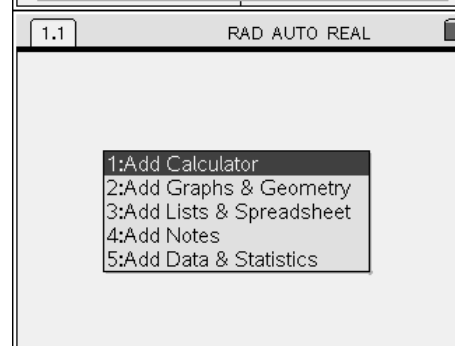 1.1 RAD AUTO REAL
1:Add Calculator
2:Add Graphs & Geometry
3:Add Lists & Spreadsheet
4:Add Notes
5:Add Data & Statistics